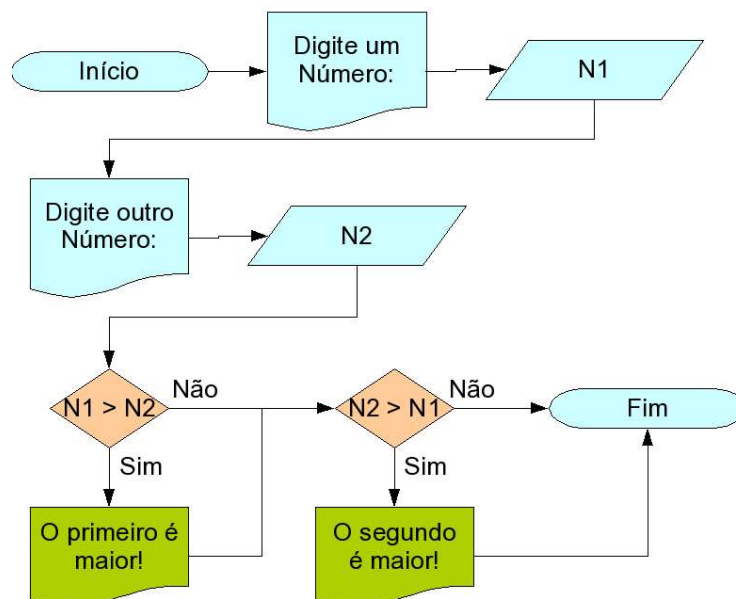 Início
Digite um
Número:
N1
Digite outro
Número:
N2
N1 > N2
Não
Sim
O primeiro é
maior!
N2 > N1
Não
Sim
O segundo
é maior!
Fim